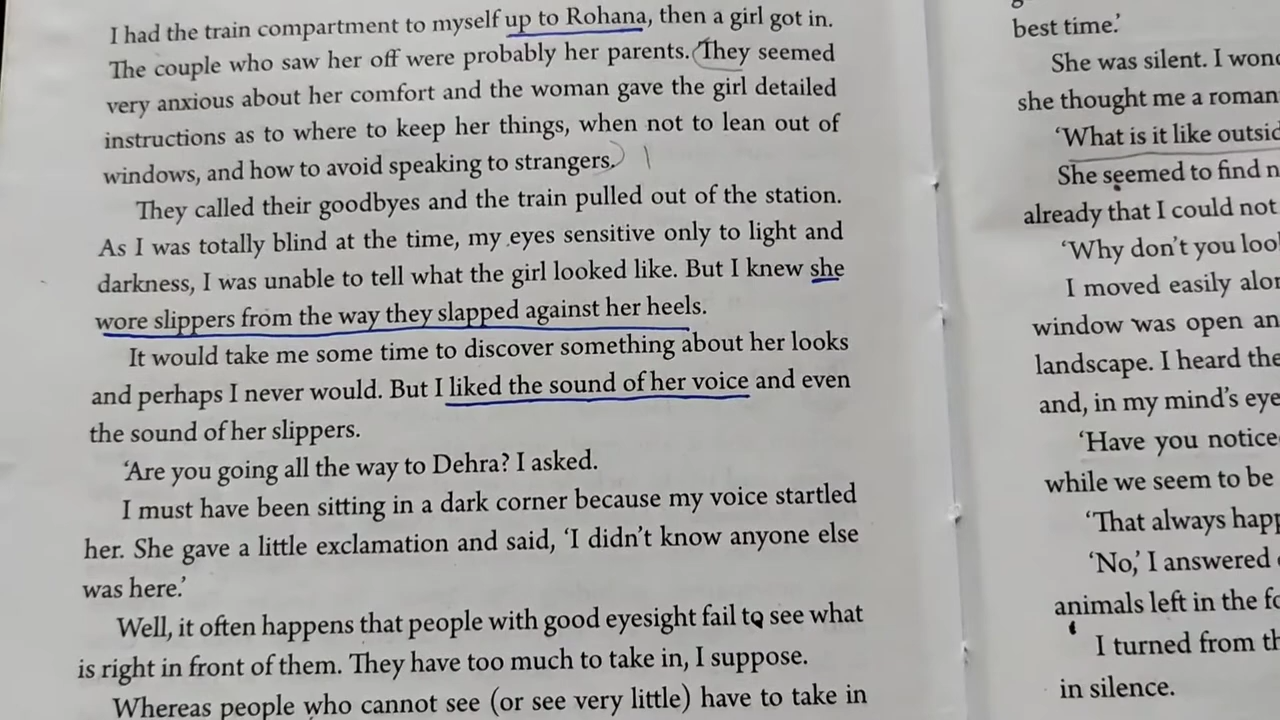 I had the train compartment to myself up to Rohana, then a girl got in.
The couple who saw her off were probably her parents. They seemed
very anxious about her comfort and the woman gave the girl detailed
instructions as to where to keep her things, when not to lean out of
windows, and how to avoid speaking to strangers.
They called their goodbyes and the train pulled out of the station.
As I was totally blind at the time, my eyes sensitive only to light and
darkness, I was unable to tell what the girl looked like. But I knew she
wore slippers from the way they slapped against her heels.
It would take me some time to discover something about her looks
and perhaps I never would. But I liked the sound of her voice and even
the sound of her slippers.
‘Are you going all the way to Dehra? I asked.
I must have been sitting in a dark corner because my voice startled
her. She gave a little exclamation and said, ‘I didn’t know anyone else
was here.’
Well, it often happens that people with good eyesight fail to see what
is right in front of them. They have too much to take in, I suppose.
Whereas people who cannot see (or see very little) have to take in
best time.’
She was silent. I
she thought me a
‘What is it like
She seemed to find
already that I could not
‘Why don’t you
I moved easily
window was open
landscape. I heard the
and, in my mind’s eye
‘Have you
while we seem to be
‘That always
‘No,’ I answered
animals left in the
I turned from
in silence.